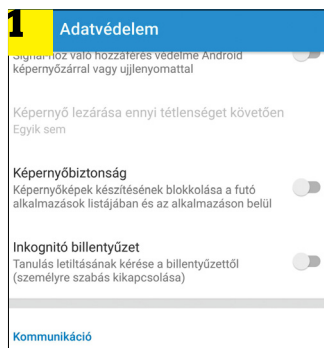 1
Adatvédelem
Signal-hoz való hozzáférés védelme Android
képernyőzárral vagy ujjlenyomattal
Képernyő lezárása ennyi tétlenséget követően
Egyik sem
Képernyőbiztonság
Képernyőképek készítésének blokkolása a futó
alkalmazások listájában és az alkalmazáson belül
Inkognitó billentyűzet
Tanulás letiltásának kérése a billentyűzettől
(személyre szabás kikapcsolása)
Kommunikáció